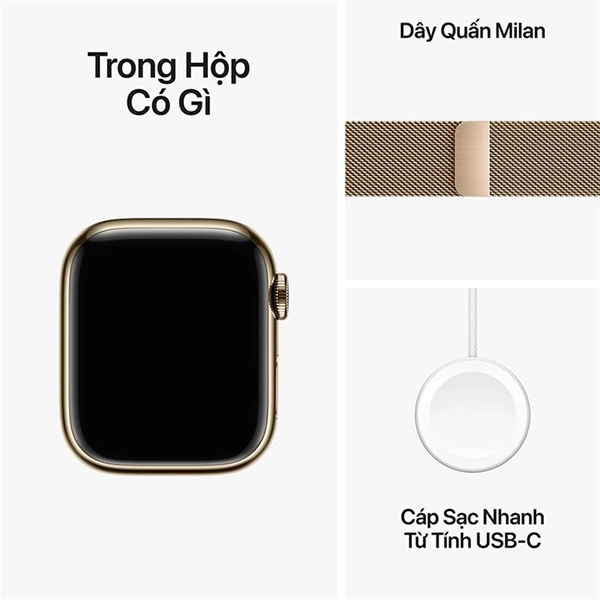 Trong Hộp
Có Gì
Dây Quấn Milan
Cáp Sạc Nhanh
Từ Tính USB-C